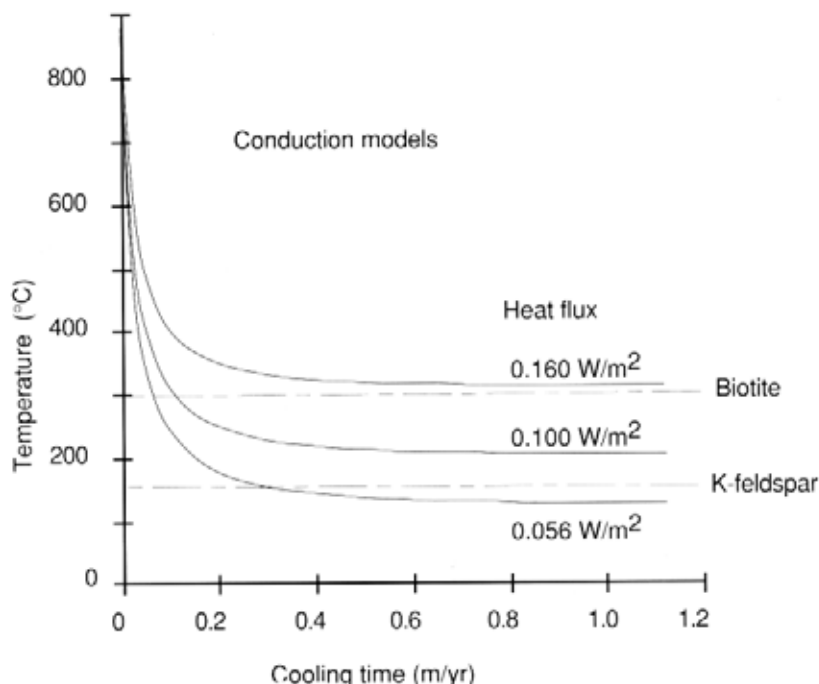 800
Conduction models
600
Temperature (°C)
Heat flux
400
0.160 W/m2
Biotite
0.100 W/m2
200
K-feldspar
0.056 W/m2
0
0 0.2 0.4 0.6 0.8 1.0 1.2
Cooling time (m/yr)